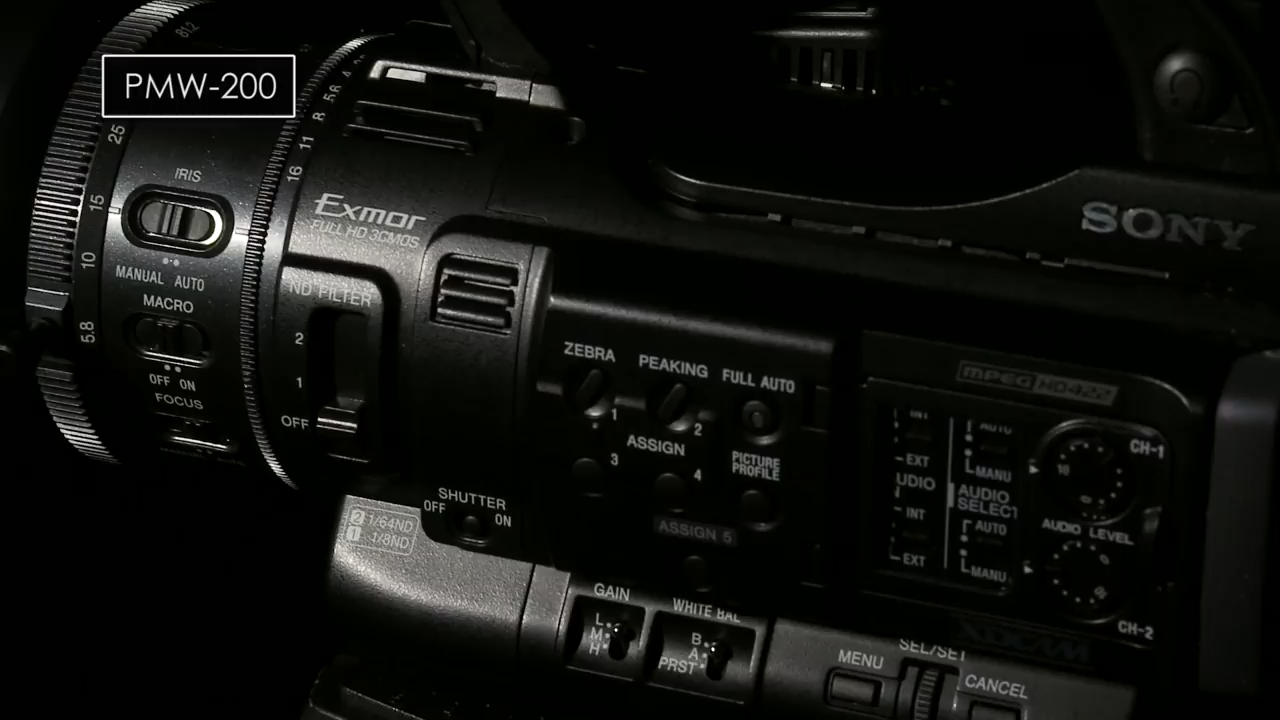 812
PMW-200
25
15
10
5.8
5.6
8
11
16
IRIS
MANUAL AUTO
MACRO
OFF ON
FOCUS
Exmor
FULL HD 3CMOS
SONY
ND FILTER
2
1
OFF
2 1/64ND
1 1/8ND
SHUTTER
OFF ON
ZEBRA
PEAKING
FULL AUTO
1
2
ASSIGN
3
4
PICTURE
PROFILE
ASSIGN 5
MPEG HD422
INT
EXT
INT
EXT
AUTO
MANU
AUDIO
SELECT
AUTO
MANU
CH-1
10
AUDIO LEVEL
CH-2
XDCAM
GAIN
L
M
H
WHITE BAL
B
A
PRST
MENU
SEL/SET
CANCEL